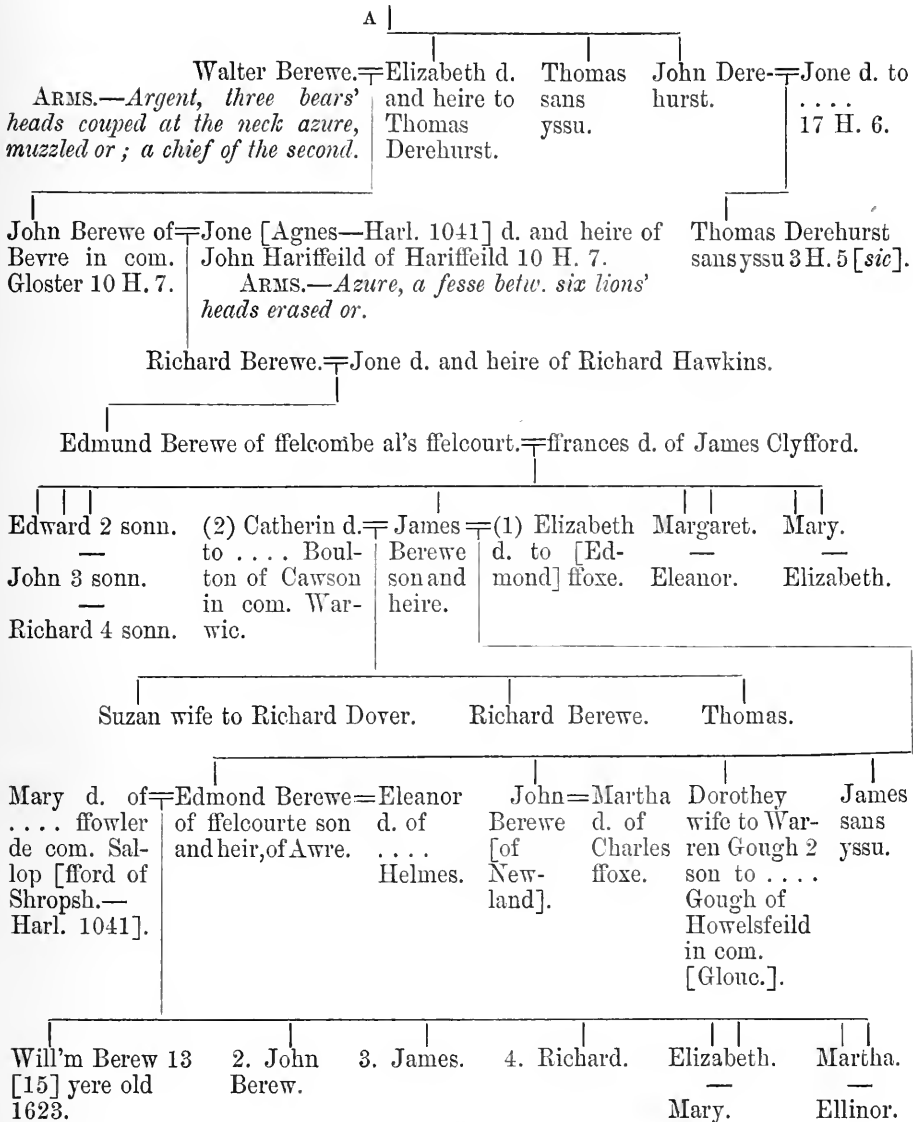 A
Walter Berewe.
Arms.—Argent, three bears'
heads couped at the neck azure,
muzzled or; a chief of the second.
Elizabeth d.
and heire to
Thomas
Derehurst.
Thomas
sans
yssu.
John Dere-
hurst.
Jone d. to
. . . .
17 H. 6.
John Berewe of
Bevre in com.
Gloster 10 H. 7.
Jone [Agnes—Harl. 1041] d. and heire of
John Hariffeild of Hariffeild 10 H. 7.
Arms.—Azure, a fesse betw. six lions'
heads erased or.
Thomas Derehurst
sans yssu 3 H. 5 [sic].
Richard Berewe.=Jone d. and heire of Richard Hawkins.
Edmund Berewe of ffelcombe al's ffelcourt.=ffrances d. of James Clyfford.
Edward 2 sonn.
—
John 3 sonn.
—
Richard 4 sonn.
(2) Catherin d.
to . . . . Boul-
ton of Cawson
in com. War-
wic.
James
Berewe
son and
heire.
(1) Elizabeth
d. to [Ed-
mond] ffoxe.
Margaret.
—
Eleanor.
Mary.
—
Elizabeth.
Suzan wife to Richard Dover.
Richard Berewe.
Thomas.
Mary d. of
. . . . ffowler
de com. Sal-
lop [fford of
Shropsh.—
Harl. 1041].
Edmond Berewe
of ffelcourte son
and heir, of Awre.
Eleanor
d. of
. . . .
Helmes.
John
Berewe
[of
New-
land].
Martha
d. of
Charles
ffoxe.
Dorothey
wife to War-
ren Gough 2
son to . . . .
Gough of
Howelsfeild
in com.
[Glouc.].
James
sans
yssu.
Will'm Berew 13
[15] yere old
1623.
2. John
Berew.
3. James.
4. Richard.
Elizabeth.
—
Mary.
Martha.
—
Ellinor.